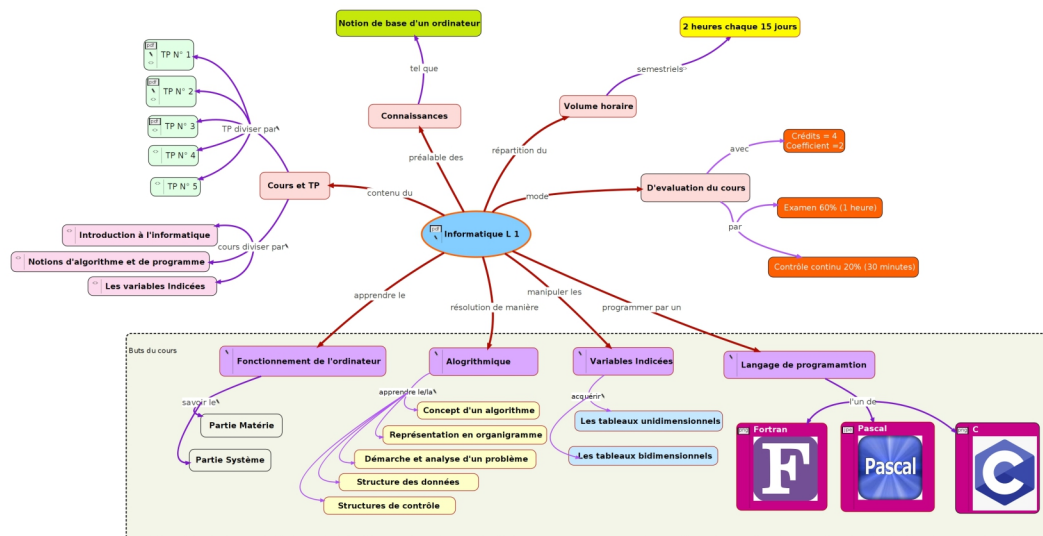 Notion de base d'un ordinateur
2 heures chaque 15 jours
pdf
TP N° 1
tel que
semestriels
pdf
TP N° 2
Connaissances
Volume horaire
pdf
TP N° 3
TP diviser par
Crédits = 4
Coefficient =2
avec
TP N° 4
préalable des
répartition du
TP N° 5
Cours et TP
contenu du
mode
D'evaluation du cours
Examen 60% (1 heure)
par
Introduction à l'informatique
pdf
Informatique L 1
cours diviser par
Notions d'algorithme et de programme
Contrôle continu 20% (30 minutes)
Les variables Indicées
apprendre le
résolution de manière
manipuler les
programmer par un
Buts du cours
Fonctionnement de l'ordinateur
Alogrithmique
Variables Indicées
Langage de programamtion
savoir le
apprendre le/la
acquérir
l'un de
Partie Matérie
Concept d'un algorithme
Les tableaux unidimensionnels
Représentation en organigramme
Partie Système
Démarche et analyse d'un problème
Les tableaux bidimensionnels
Structure des données
Structures de contrôle
Fortran
F
Pascal
Pascal
C
C